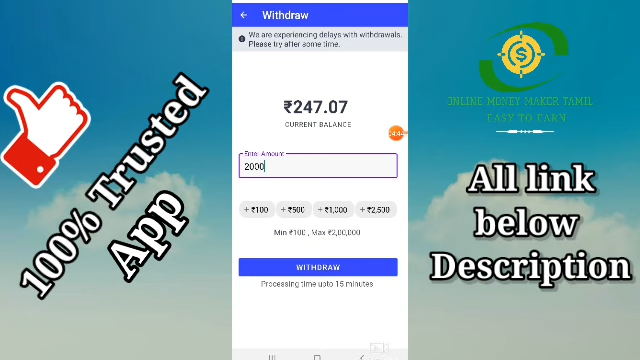 Withdraw
We are experiencing delays with withdrawals.
Please try after some time.
₹247.07
CURRENT BALANCE
04:44
Enter Amount
2000
+ ₹100
+ ₹500
+ ₹1,000
+ ₹2,500
Min ₹100 , Max ₹2,00,000
WITHDRAW
Processing time upto 15 minutes
100% Trusted
App
ONLINE MONEY MAKER TAMIL
EASY TO EARN
All link
below
Description